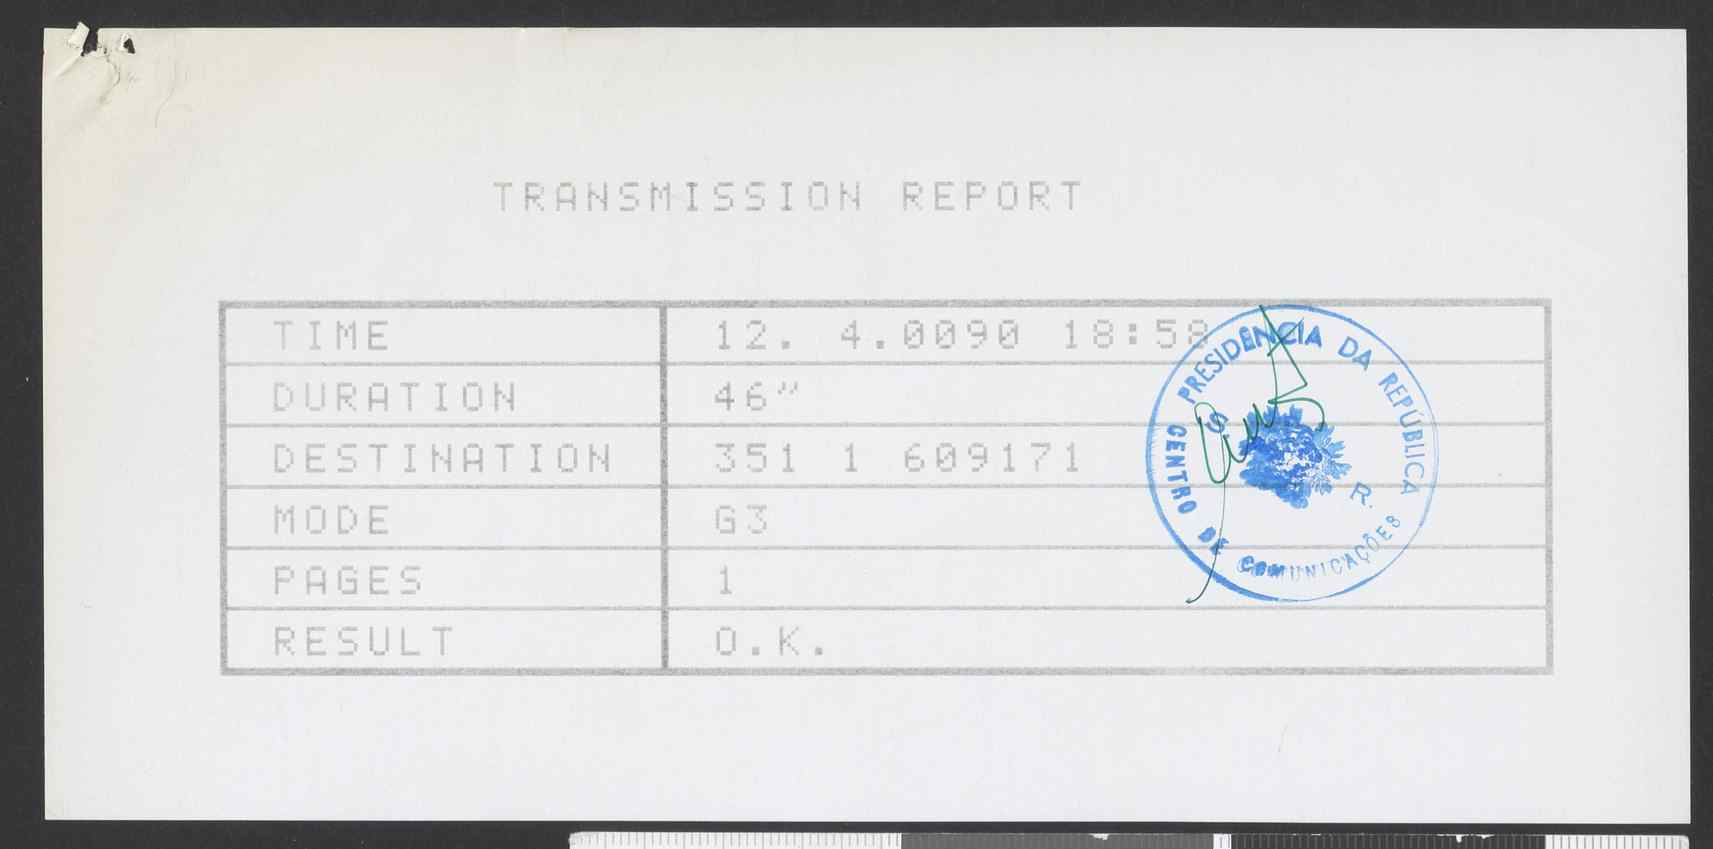 TRANSMISSION REPORT
TIME 12. 4.0090 18:58
DURATION 46"
DESTINATION 351 1 609171
MODE G3
PAGES 1
RESULT O.K.
PRESIDÊNCIA DA REPÚBLICA
S. R.
CENTRO DE COMUNICAÇÕES